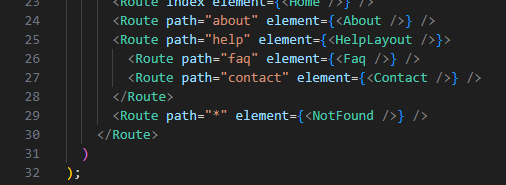 23 <Route index element={<Home />} />
24 <Route path="about" element={<About />} />
25 <Route path="help" element={<HelpLayout />}>
26 <Route path="faq" element={<Faq />} />
27 <Route path="contact" element={<Contact />} />
28 </Route>
29 <Route path="*" element={<NotFound />} />
30 </Route>
31 )
32 );